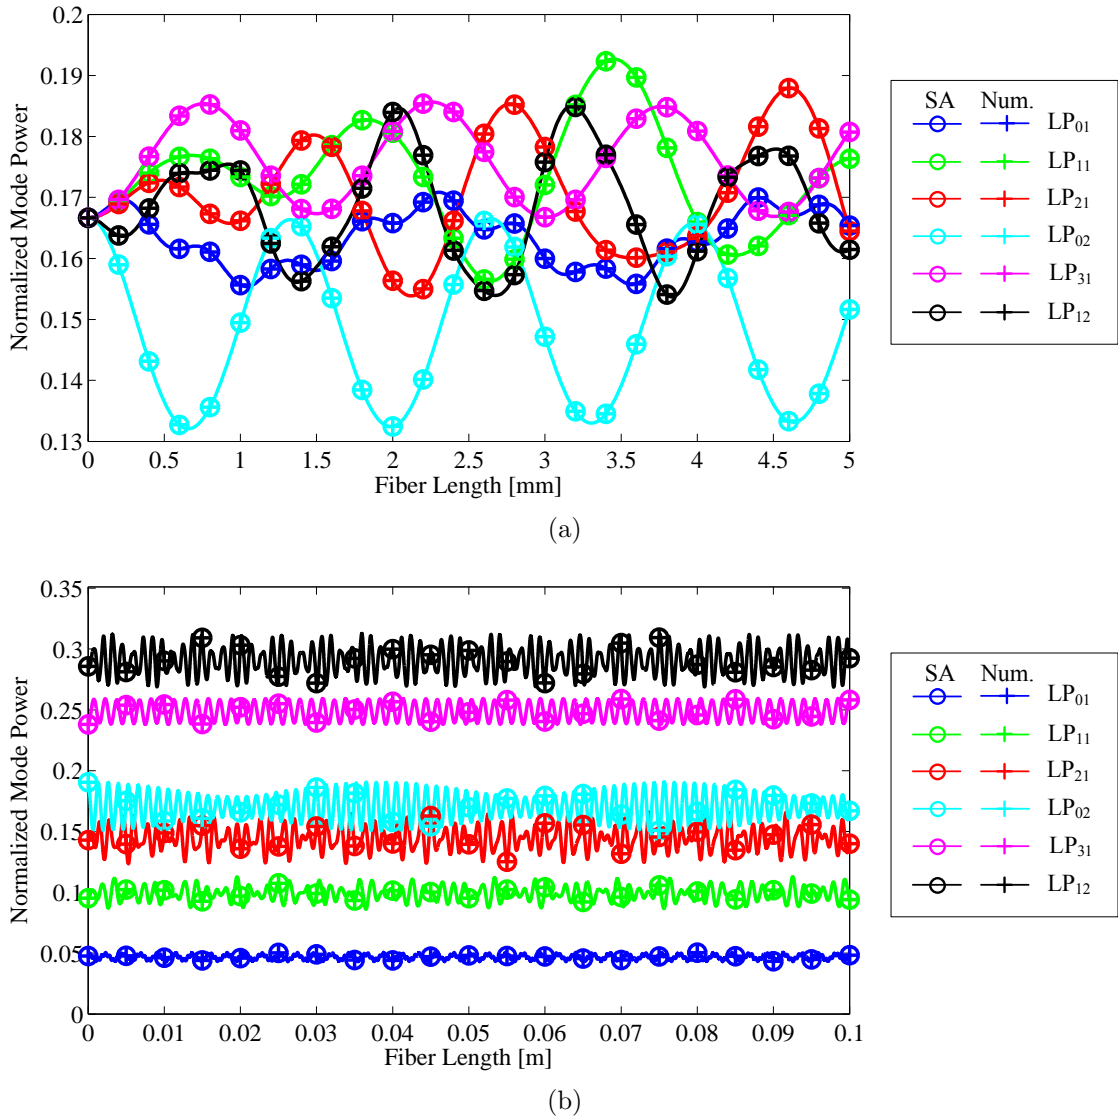 0.2
0.19
0.18
0.17
0.16
0.15
0.14
0.13
Normalized Mode Power
0 0.5 1 1.5 2 2.5 3 3.5 4 4.5 5
Fiber Length [mm]
SA Num.
LP01
LP11
LP21
LP02
LP31
LP12
(a)
0.35
0.3
0.25
0.2
0.15
0.1
0.05
0
Normalized Mode Power
0 0.01 0.02 0.03 0.04 0.05 0.06 0.07 0.08 0.09 0.1
Fiber Length [m]
SA Num.
LP01
LP11
LP21
LP02
LP31
LP12
(b)